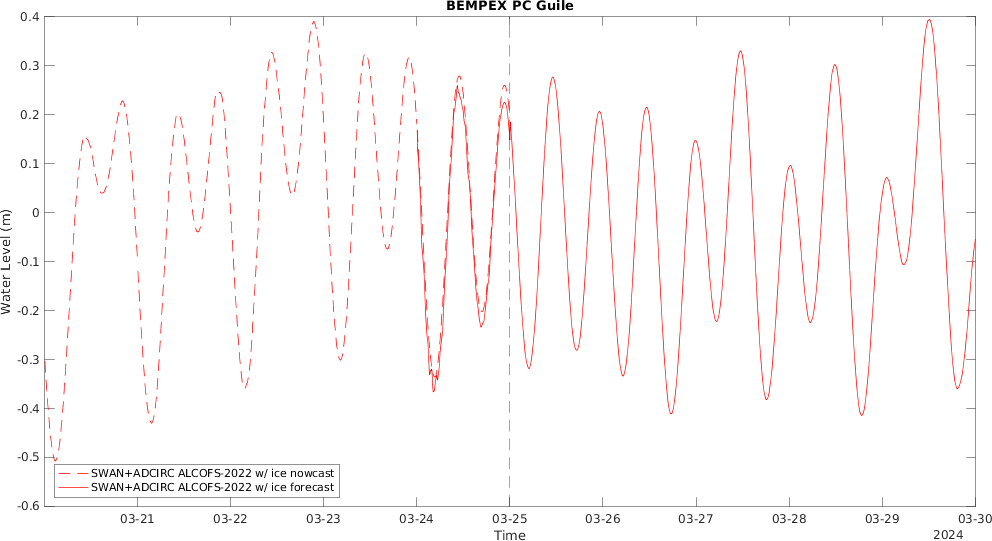 BEMPEX PC Guile
0.4
0.3
0.2
0.1
0
-0.1
-0.2
-0.3
-0.4
-0.5
-0.6
Water Level (m)
SWAN+ADCIRC ALCOFS-2022 w/ ice nowcast
SWAN+ADCIRC ALCOFS-2022 w/ ice forecast
03-21 03-22 03-23 03-24 03-25 03-26 03-27 03-28 03-29 03-30
Time
2024